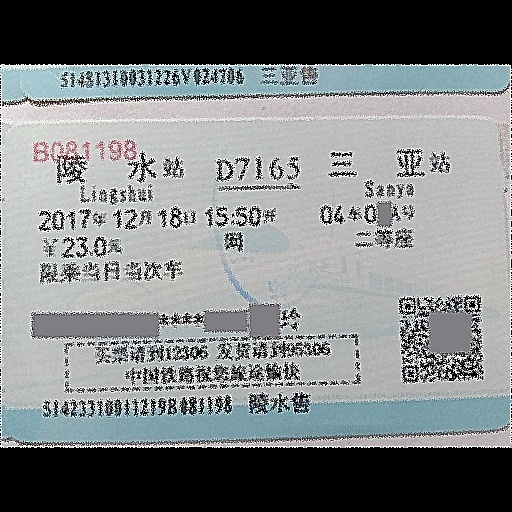 51481310031226V024706 三亚售
B081198
陵 水站 D7165 三 亚站
Lingshui Sanya
2017年12月18日15:50开 04车0 A号
￥23.0元 网 二等座
限乘当日当次车
****
买票请到12306 发货请到95306
中国铁路祝您旅途愉快
51423310011219B081198 陵水售